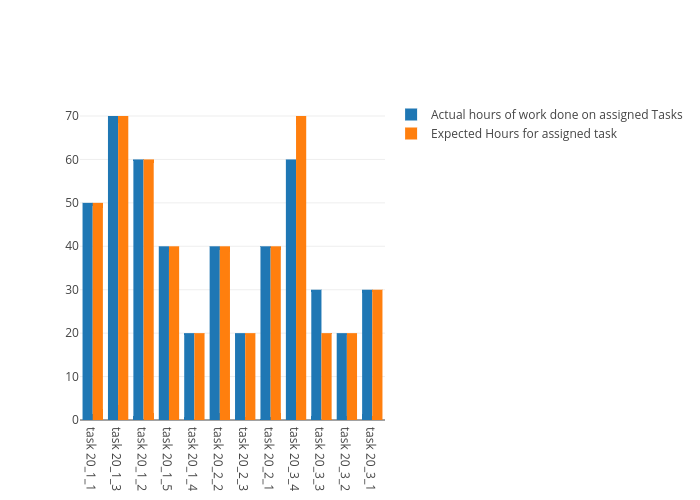 Actual hours of work done on assigned Tasks
Expected Hours for assigned task
70
60
50
40
30
20
10
0
task 20_1_1
task 20_1_3
task 20_1_2
task 20_1_5
task 20_1_4
task 20_2_2
task 20_2_3
task 20_2_1
task 20_3_4
task 20_3_3
task 20_3_2
task 20_3_1